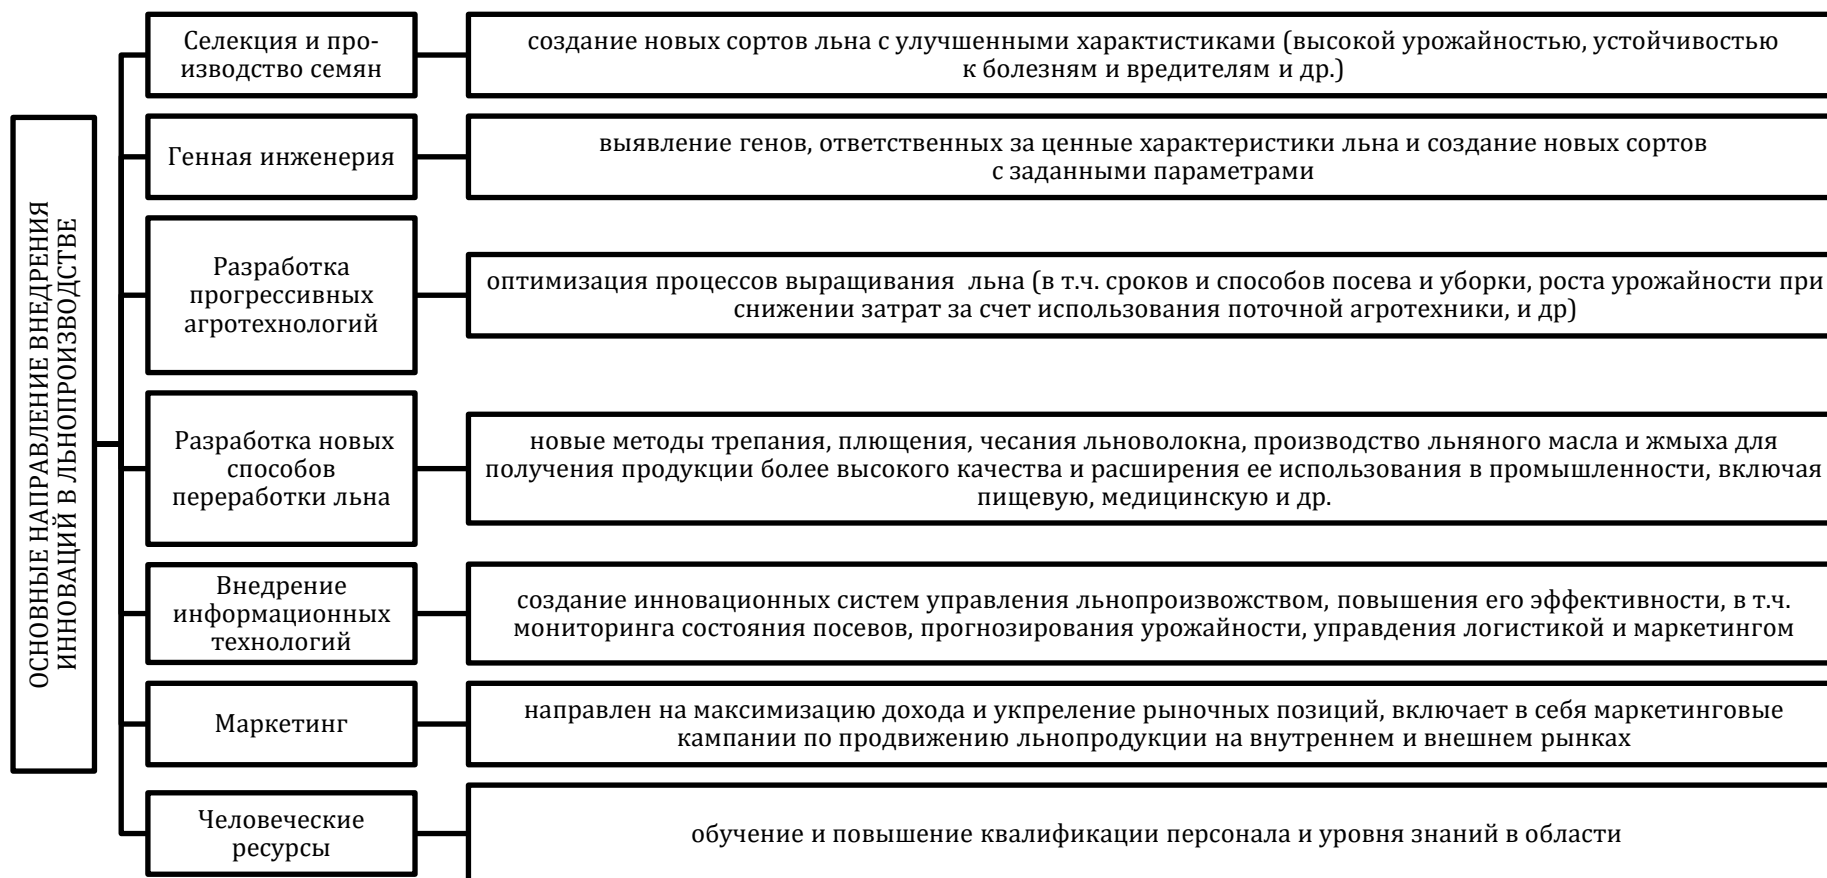 ОСНОВНЫЕ НАПРАВЛЕНИЕ ВНЕДРЕНИЯ
ИННОВАЦИЙ В ЛЬНОПРОИЗВОДСТВЕ
Селекция и про-
изводство семян
создание новых сортов льна с улучшенными характистиками (высокой урожайностью, устойчивостью
к болезням и вредителям и др.)
Генная инженерия
выявление генов, ответственных за ценные характеристики льна и создание новых сортов
с заданными параметрами
Разработка
прогрессивных
агротехнологий
оптимизация процессов выращивания льна (в т.ч. сроков и способов посева и уборки, роста урожайности при
снижении затрат за счет использования поточной агротехники, и др)
Разработка новых
способов
переработки льна
новые методы трепания, плющения, чесания льноволокна, производство льняного масла и жмыха для
получения продукции более высокого качества и расширения ее использования в промышленности, включая
пищевую, медицинскую и др.
Внедрение
информационных
технологий
создание инновационных систем управления льнопроизвожством, повышения его эффективности, в т.ч.
мониторинга состояния посевов, прогнозирования урожайности, управдения логистикой и маркетингом
Маркетинг
направлен на максимизацию дохода и укпреление рыночных позиций, включает в себя маркетинговые
кампании по продвижению льнопродукции на внутреннем и внешнем рынках
Человеческие
ресурсы
обучение и повышение квалификации персонала и уровня знаний в области